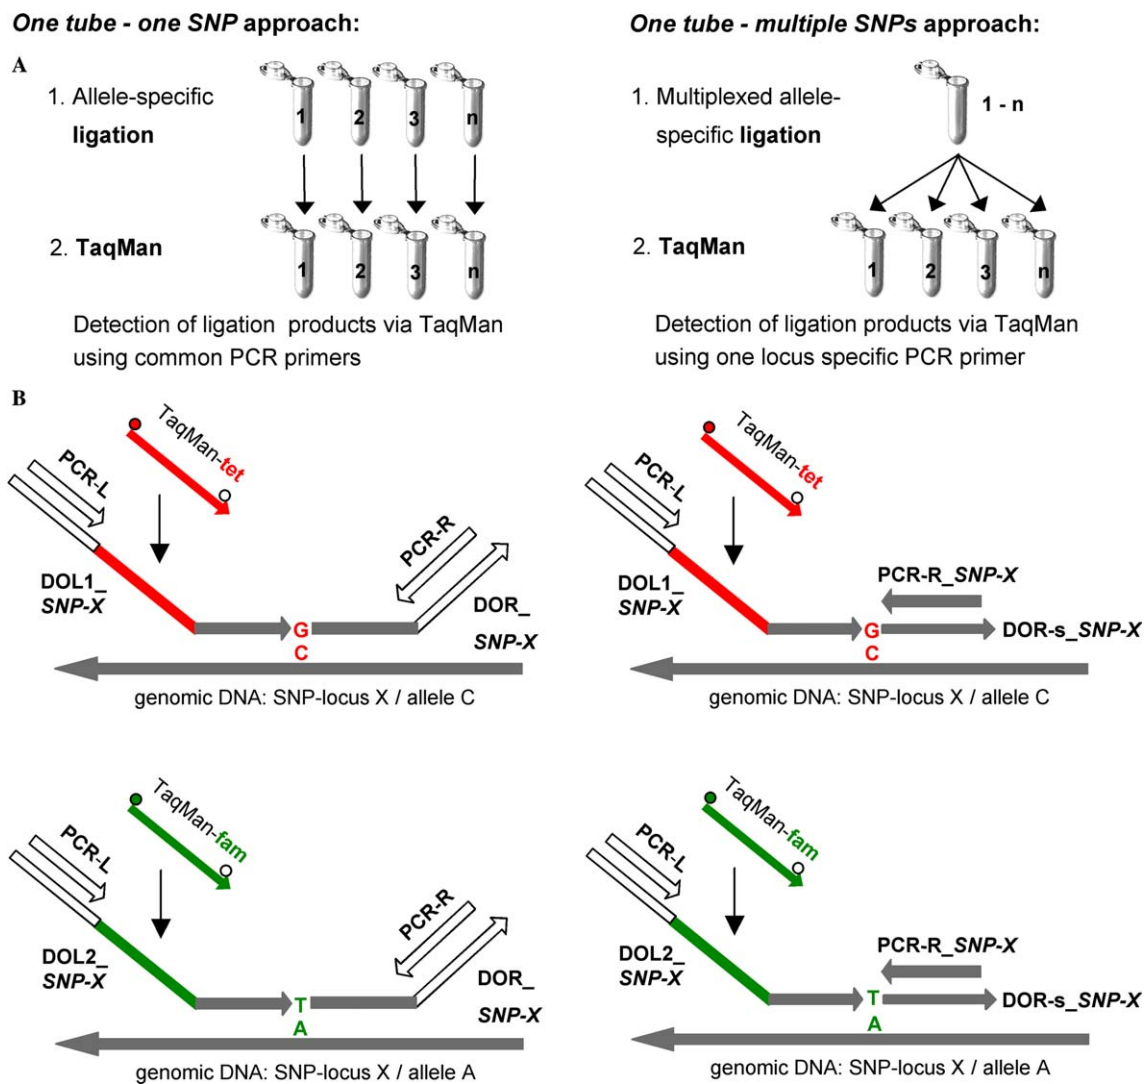 One tube - one SNP approach:
One tube - multiple SNPs approach:
A
1. Allele-specific
ligation
1
2
3
n
2. TaqMan
1
2
3
n
Detection of ligation products via TaqMan
using common PCR primers
1. Multiplexed allele-
specific ligation
1 - n
2. TaqMan
1
2
3
n
Detection of ligation products via TaqMan
using one locus specific PCR primer
B
TaqMan-tet
PCR-L
PCR-R
DOL1_
SNP-X
DOR_
SNP-X
G
C
genomic DNA: SNP-locus X / allele C
TaqMan-tet
PCR-L
DOL1_
SNP-X
PCR-R_SNP-X
G
DOR-s_SNP-X
C
genomic DNA: SNP-locus X / allele C
TaqMan-fam
PCR-L
PCR-R
DOL2_
SNP-X
DOR_
SNP-X
T
A
genomic DNA: SNP-locus X / allele A
TaqMan-fam
PCR-L
DOL2_
SNP-X
PCR-R_SNP-X
T
DOR-s_SNP-X
A
genomic DNA: SNP-locus X / allele A